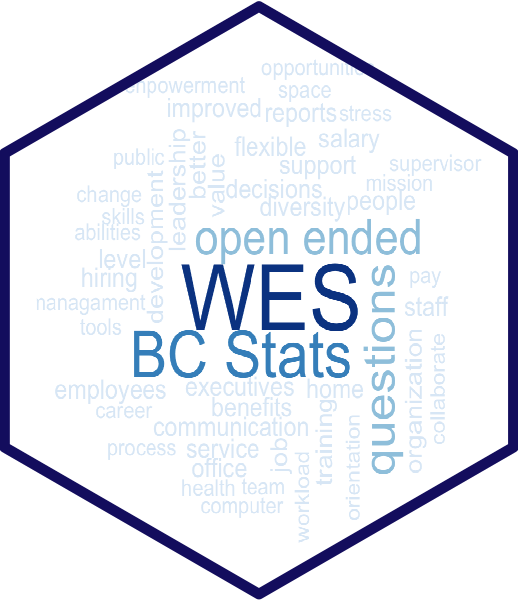 opportunities
empowerment
space
improved
reports
stress
flexible
salary
public
leadership
better
value
support
supervisor
mission
change
decisions
skills
diversity
people
abilities
development
open ended
level
hiring
WES
pay
nanagament
staff
tools
BC Stats
questions
employees
executives
home
career
benefits
organization
collaborate
communication
training
process
service
job
office
orientation
health
team
workload
computer